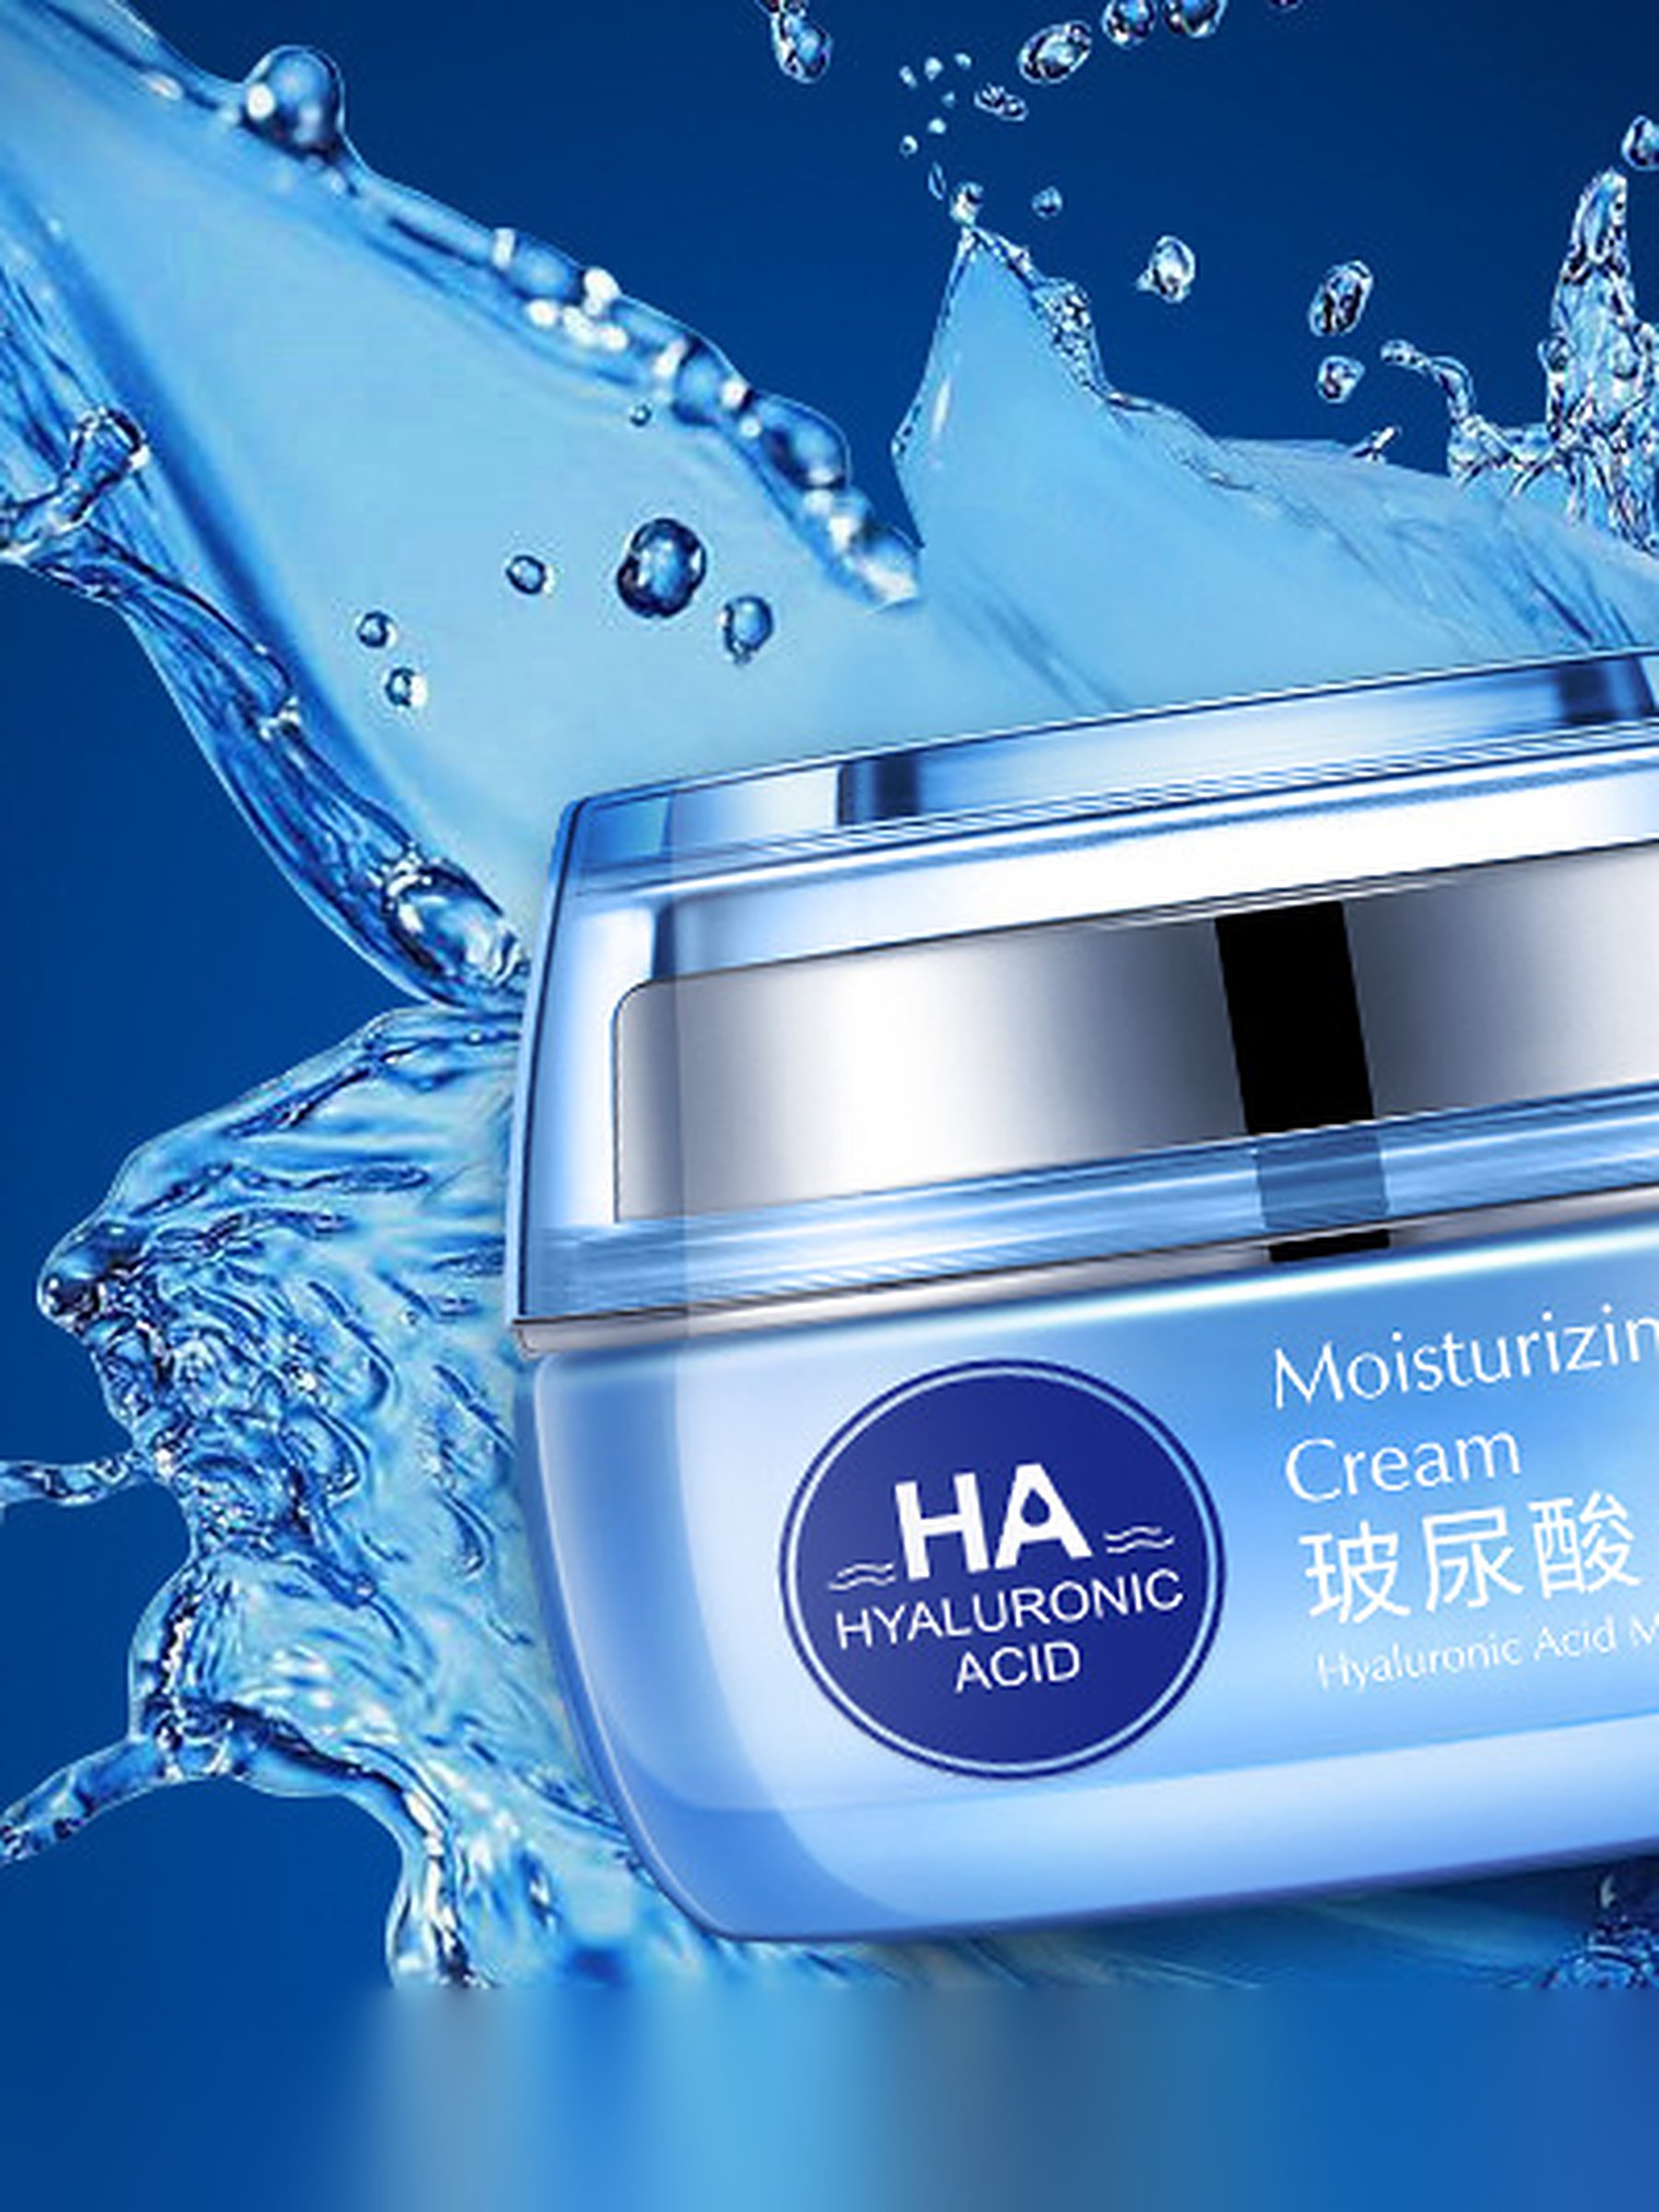 HA
HYALURONIC
ACID
Moisturizin
Cream
玻尿酸
Hyaluronic Acid M